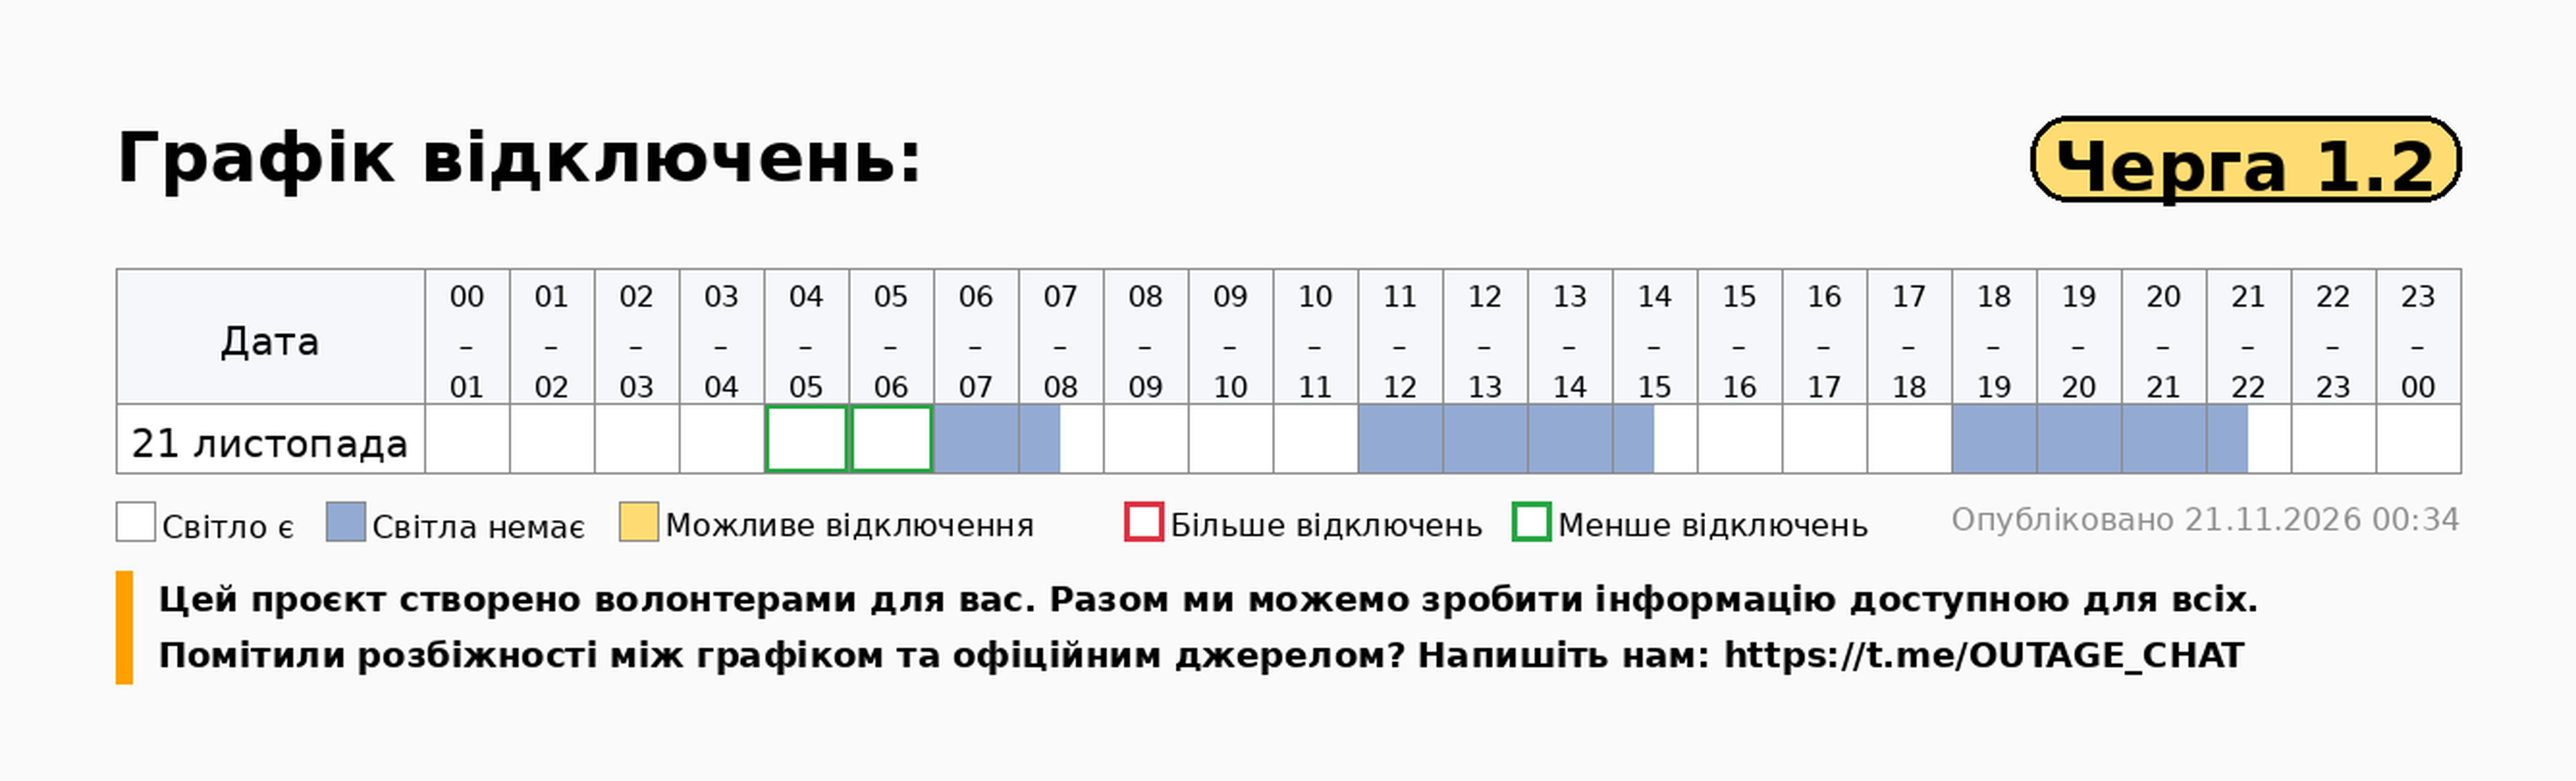 Графік відключень:
Черга 1.2
Дата
00 – 01
01 – 02
02 – 03
03 – 04
04 – 05
05 – 06
06 – 07
07 – 08
08 – 09
09 – 10
10 – 11
11 – 12
12 – 13
13 – 14
14 – 15
15 – 16
16 – 17
17 – 18
18 – 19
19 – 20
20 – 21
21 – 22
22 – 23
23 – 00
21 листопада
Світло є
Світла немає
Можливе відключення
Більше відключень
Менше відключень
Опубліковано 21.11.2026 00:34
Цей проєкт створено волонтерами для вас. Разом ми можемо зробити інформацію доступною для всіх.
Помітили розбіжності між графіком та офіційним джерелом? Напишіть нам: https://t.me/OUTAGE_CHAT